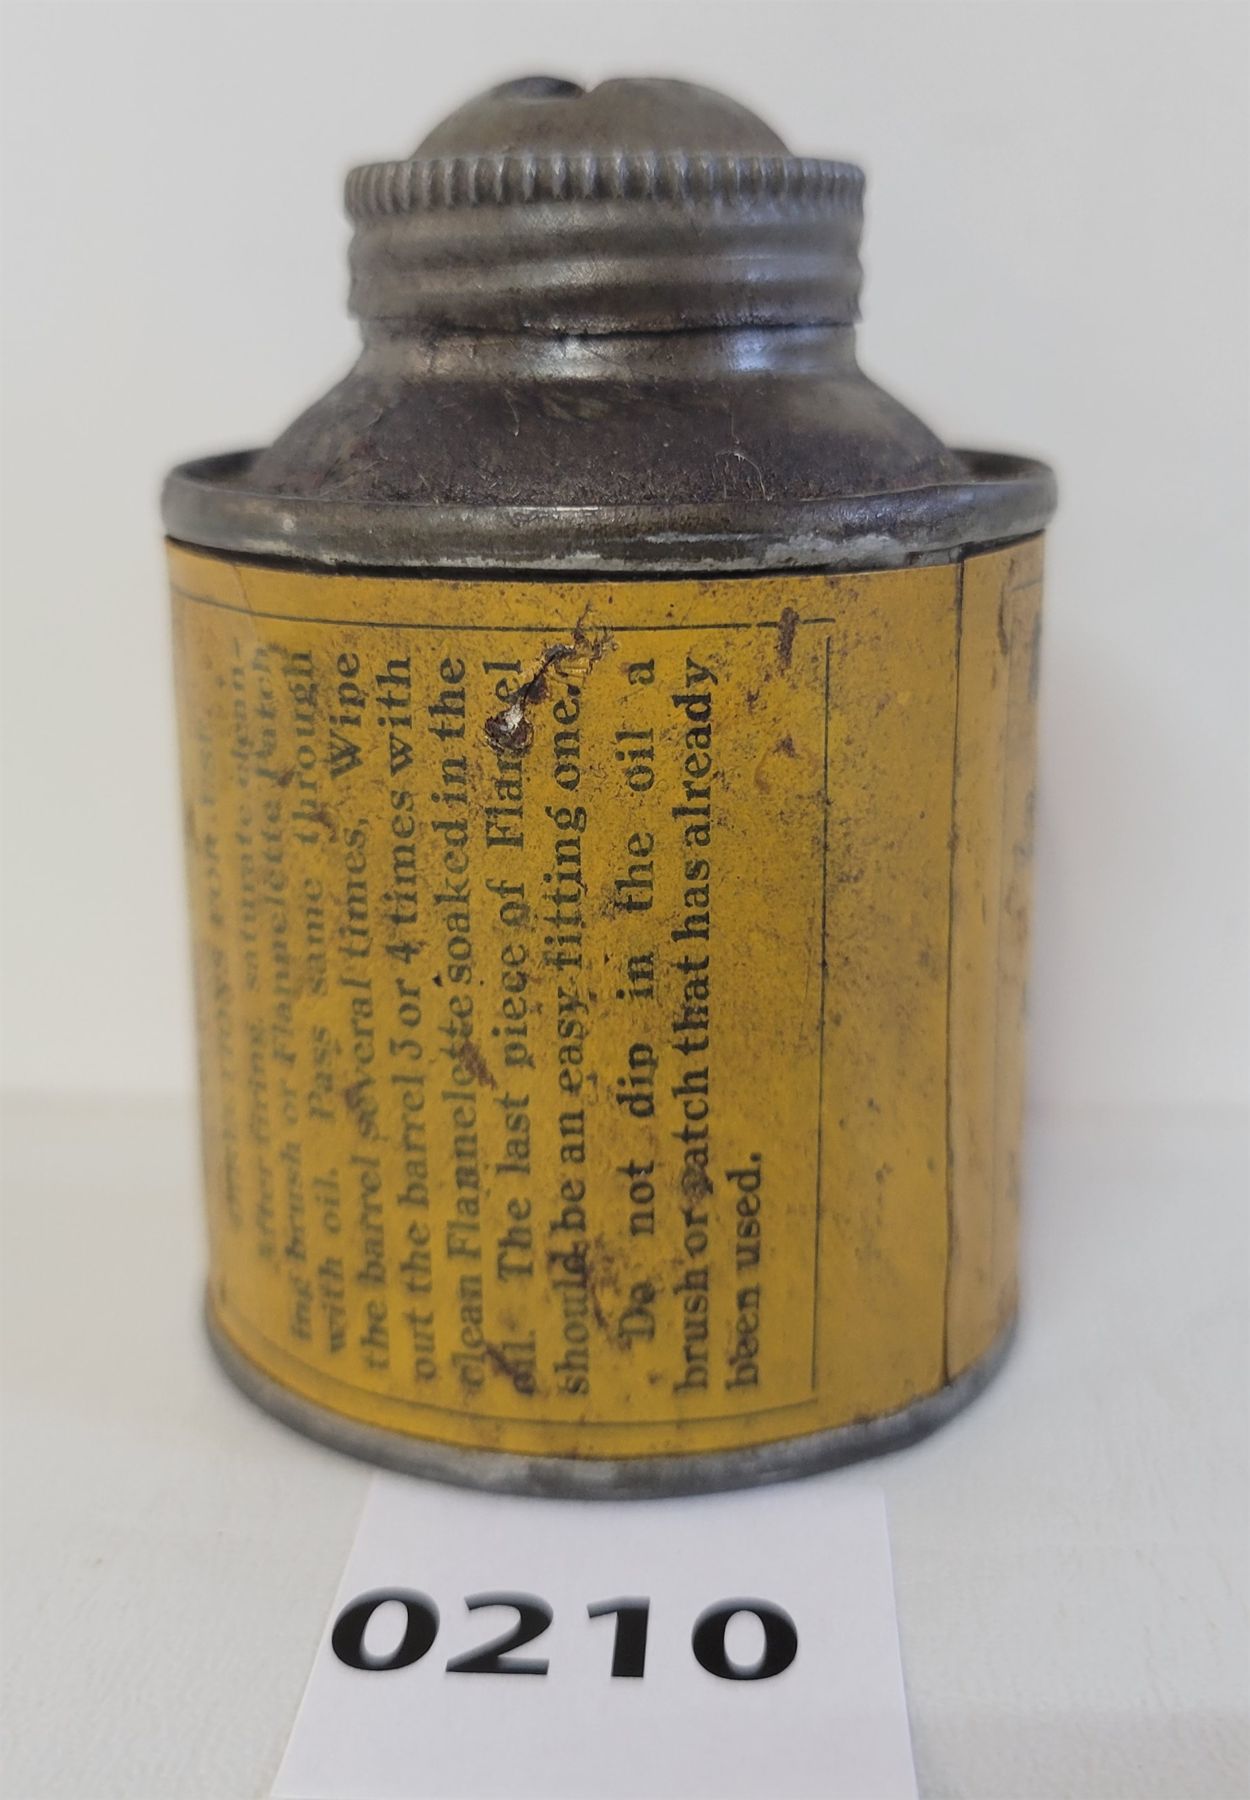 DIRECTIONS FOR USE.
After firing, saturate clean-
ing brush or Flannelette Patch
with oil. Pass same through
the barrel several times, Wipe
out the barrel 3 or 4 times with
clean Flannelette soaked in the
oil. The last piece of Flannel
should be an easy fitting one.
Do not dip in the oil a
brush or patch that has already
been used.
0210